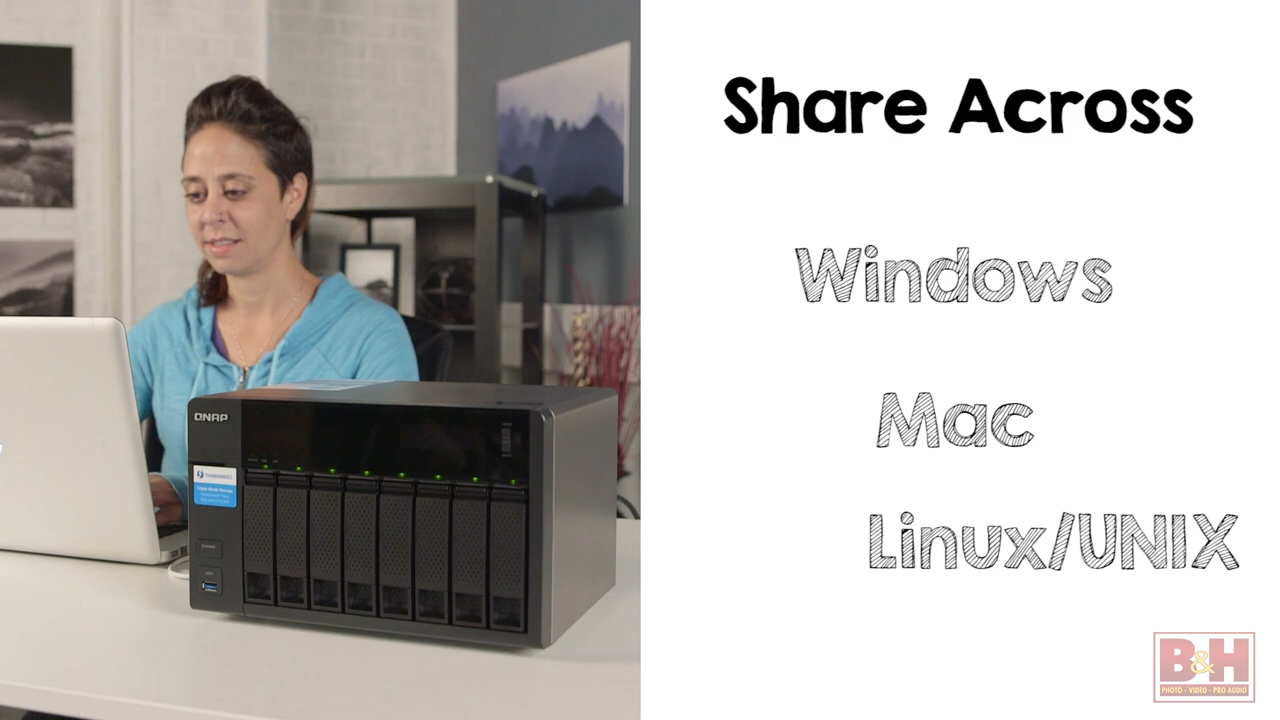 Share Across
Windows
Mac
Linux/UNIX
QNAP
B&H
PHOTO - VIDEO - PRO AUDIO